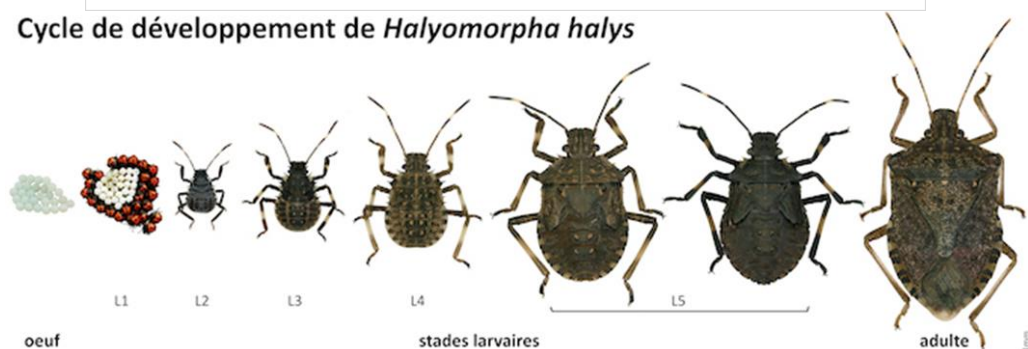 Cycle de développement de Halyomorpha halys
L1 L2 L3 L4 L5
oeuf stades larvaires adulte